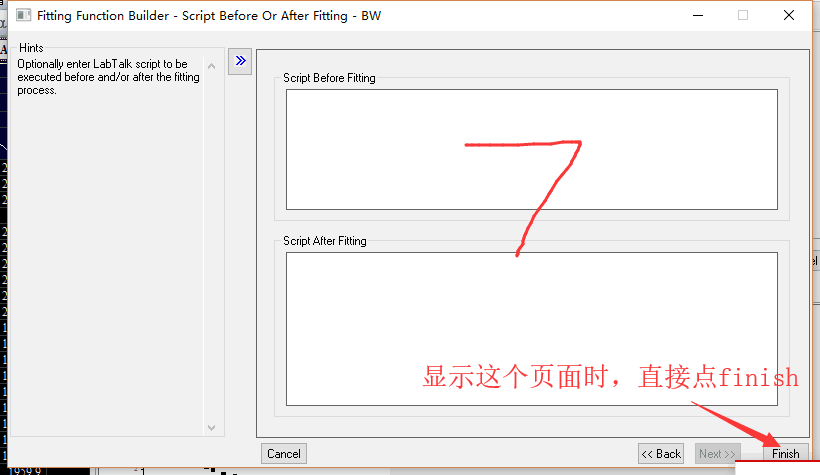 Fitting Function Builder - Script Before Or After Fitting - BW
Hints
Optionally enter LabTalk script to be
executed before and/or after the fitting
process.
Script Before Fitting
7
Script After Fitting
显示这个页面时，直接点finish
Cancel
<< Back
Next >>
Finish
1959.9